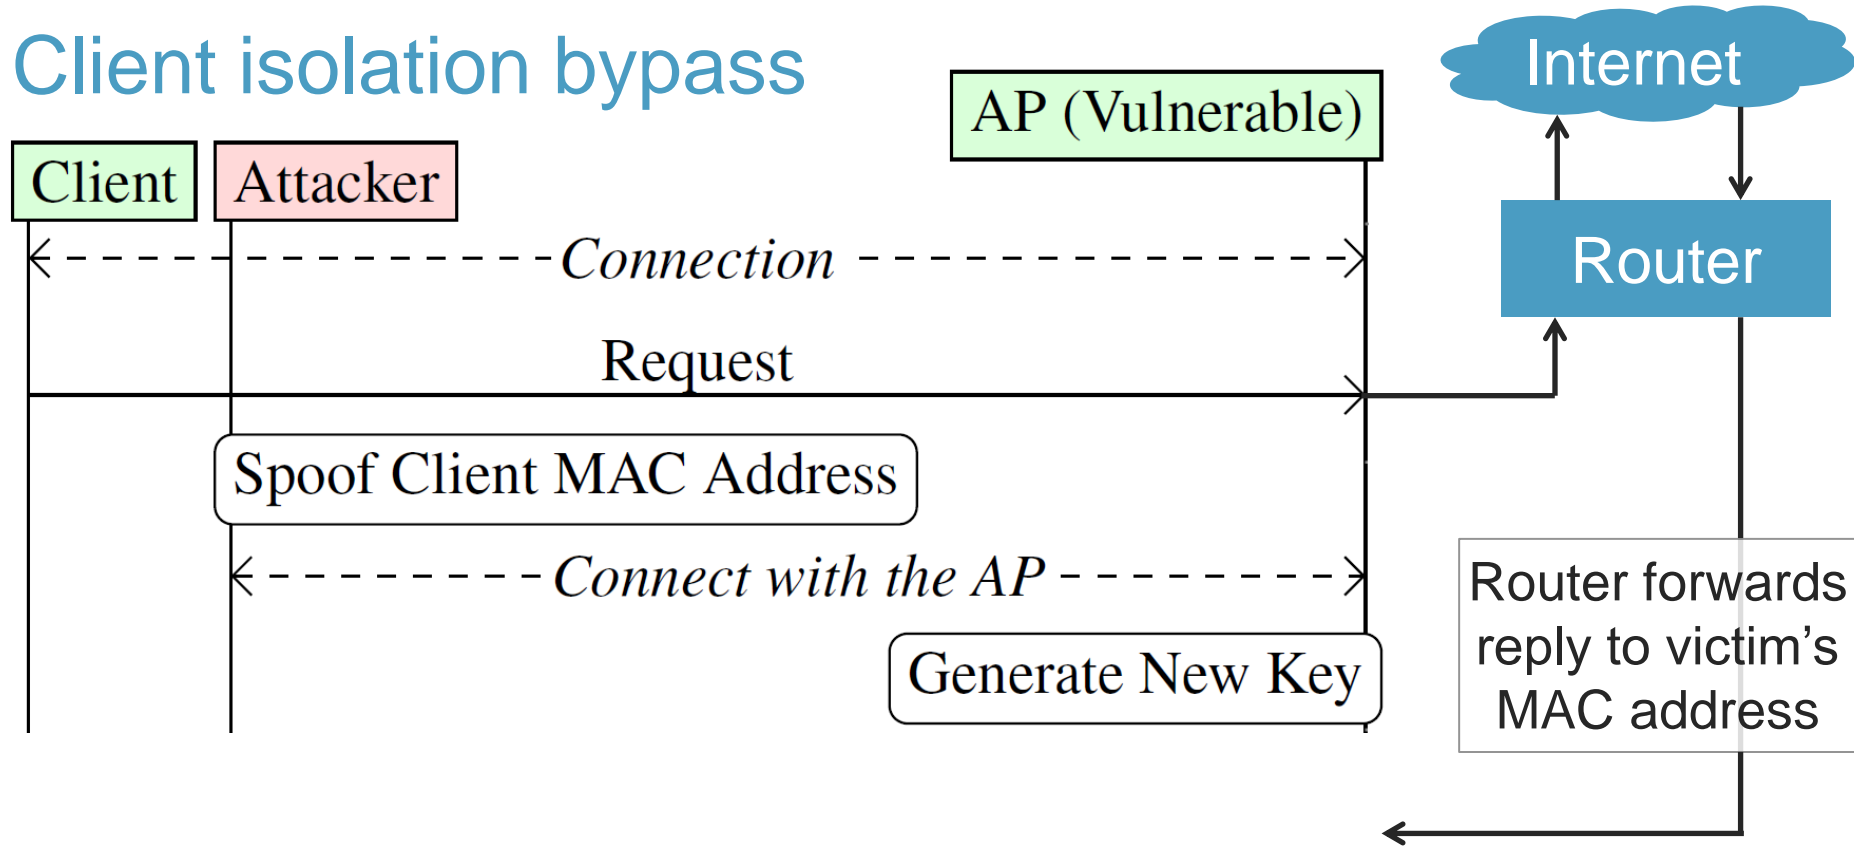 Client isolation bypass
Internet
AP (Vulnerable)
Client
Attacker
Router
Connection
Request
Spoof Client MAC Address
Connect with the AP
Generate New Key
Router forwards
reply to victim’s
MAC address